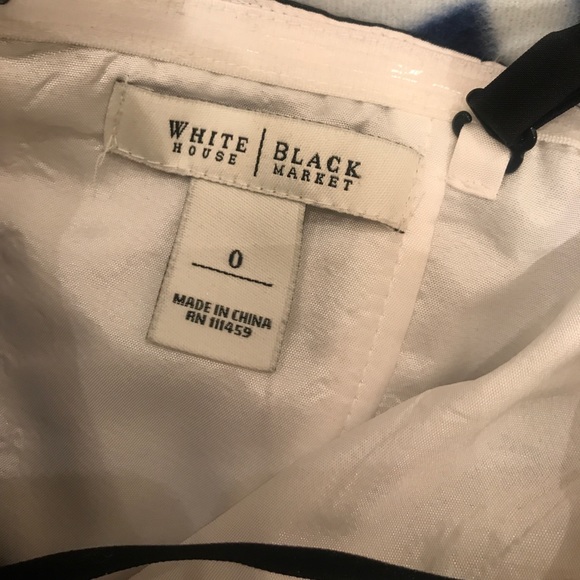 WHITE HOUSE | BLACK MARKET
0
MADE IN CHINA
RN 111459